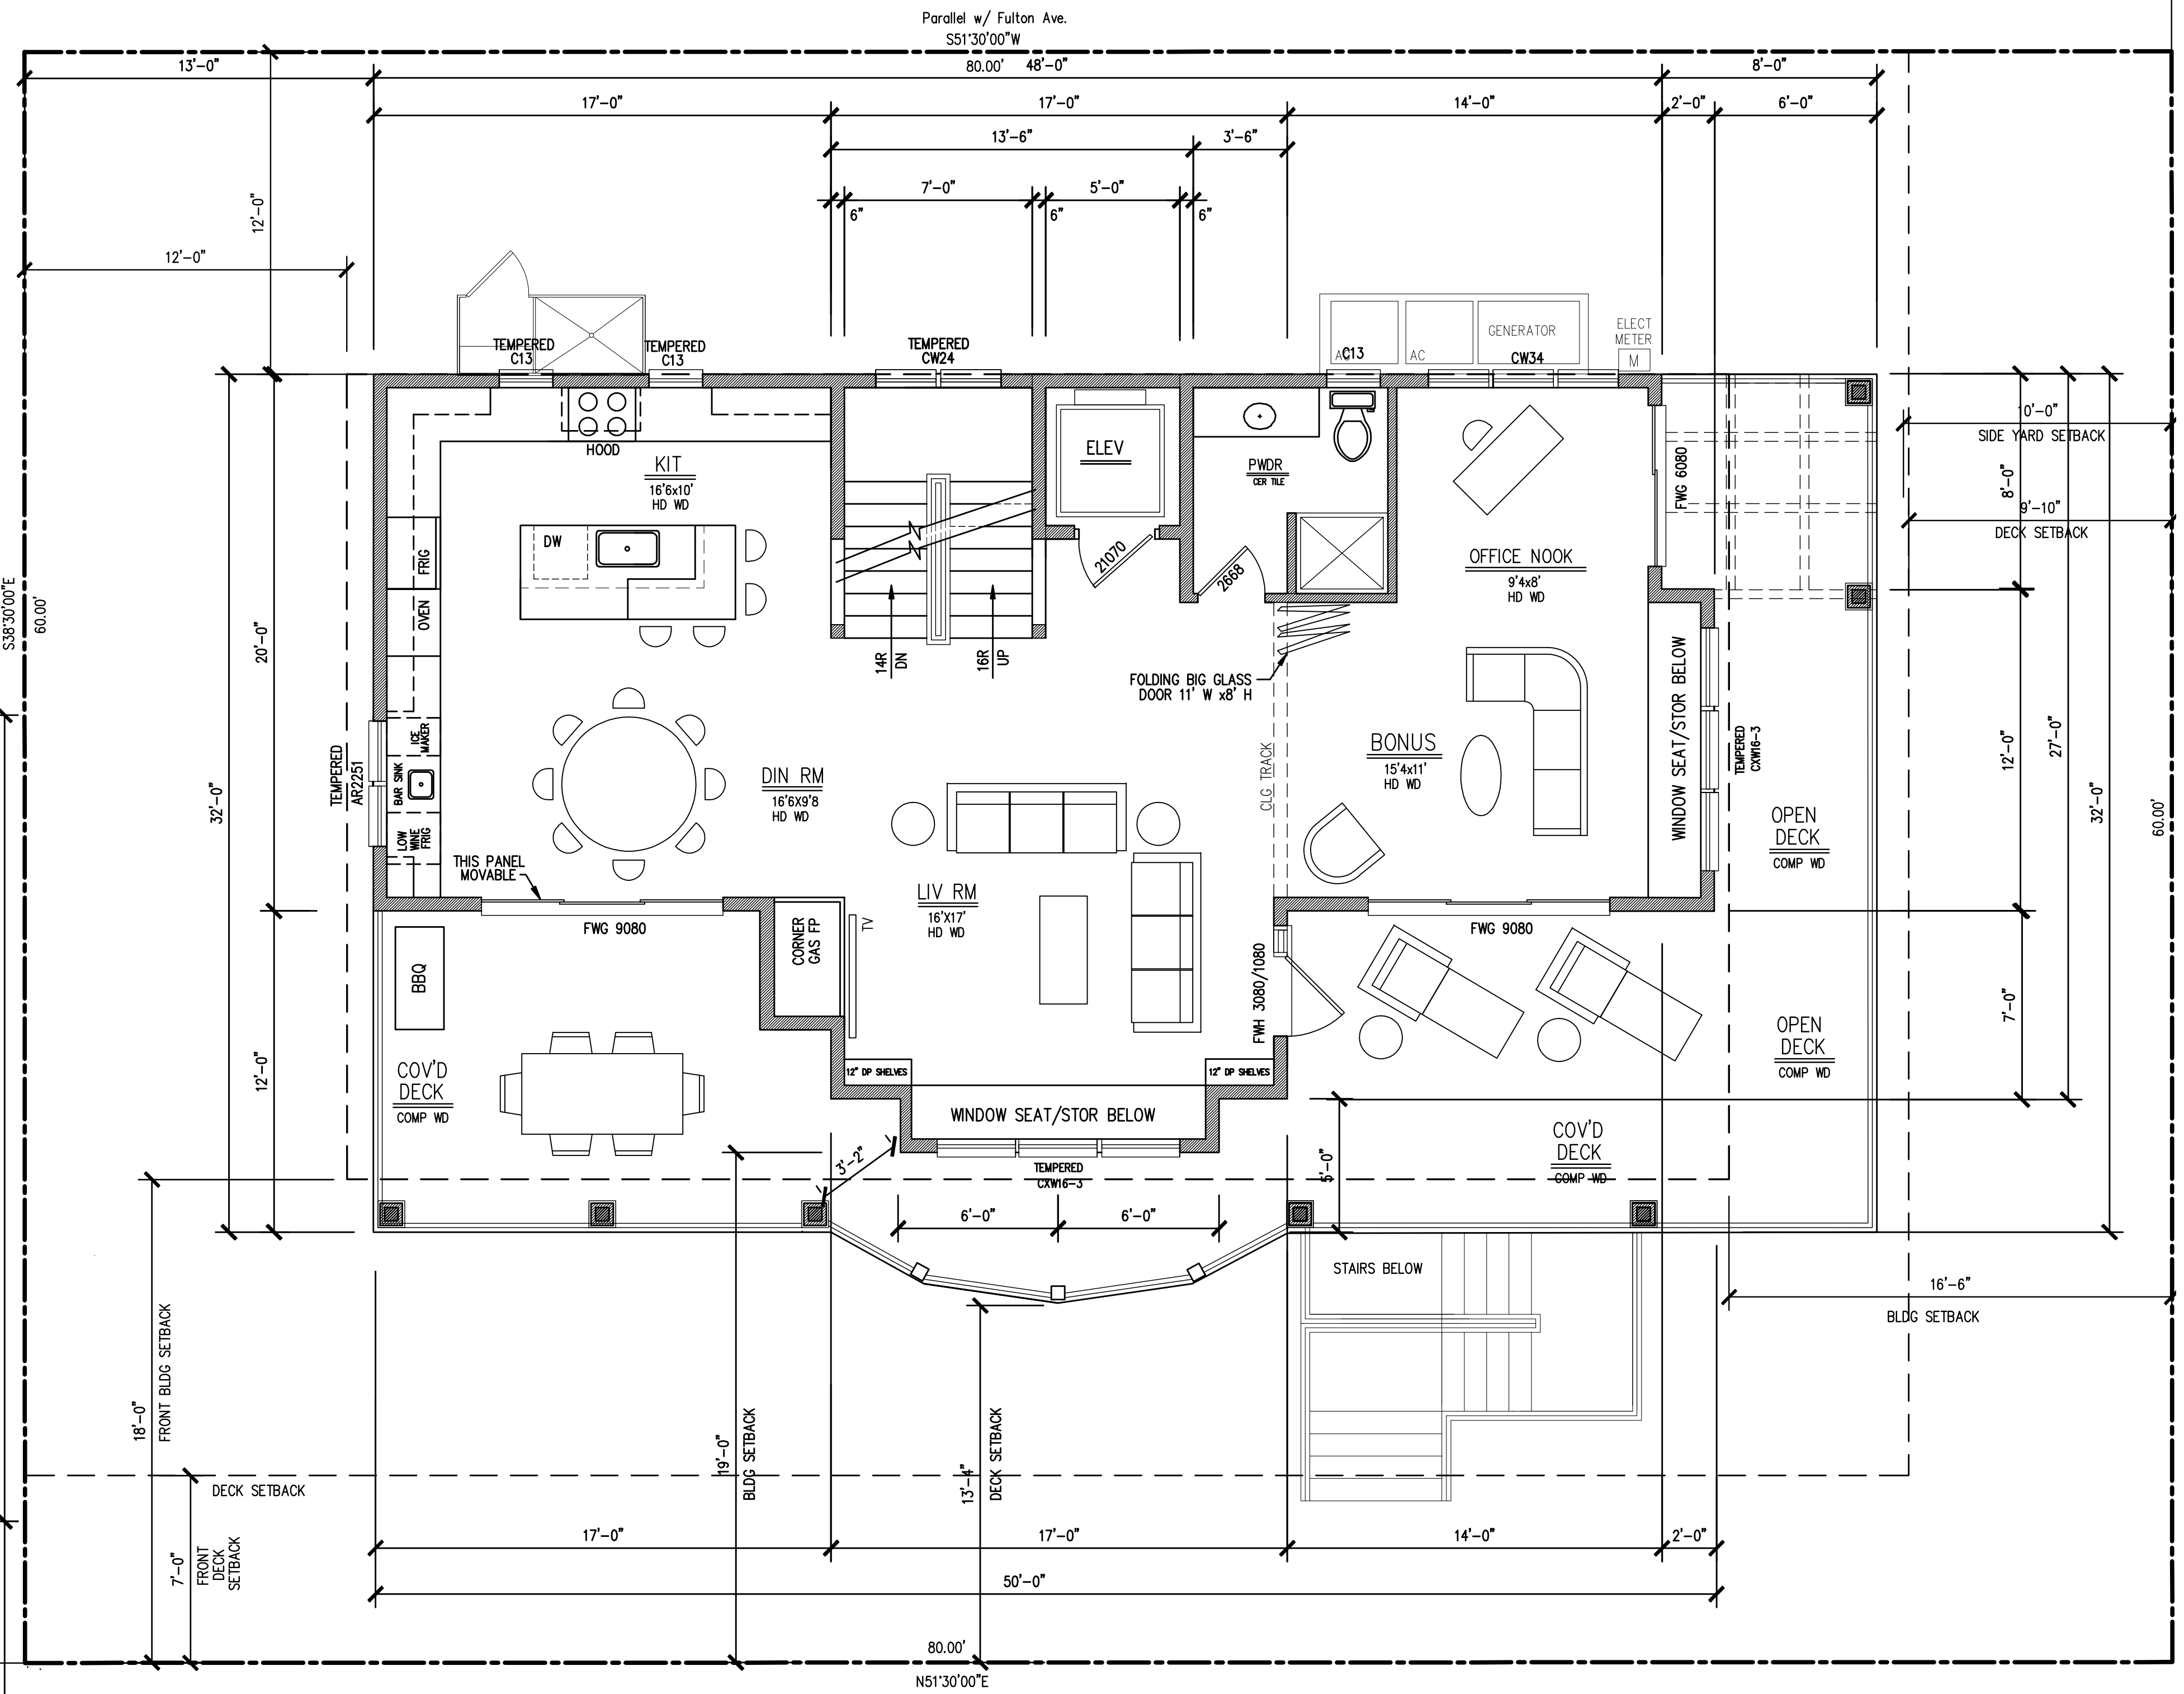 Parallel w/ Fulton Ave.
S51°30'00"W
13'-0"
80.00'
48'-0"
8'-0"
17'-0"
17'-0"
14'-0"
2'-0"
6'-0"
13'-6"
3'-6"
7'-0"
5'-0"
6"
6"
6"
12'-0"
12'-0"
TEMPERED
C13
TEMPERED
C13
TEMPERED
CW24
AC
C13
AC
GENERATOR
CW34
ELECT
METER
M
HOOD
KIT
16'6x10'
HD WD
ELEV
PWDR
CER TILE
FWG 6080
10'-0"
SIDE YARD SETBACK
8'-0"
9'-10"
DECK SETBACK
DW
FRIG
OVEN
21070
2668
OFFICE NOOK
9'4x8'
HD WD
S38°30'00"E
60.00'
20'-0"
14R
DN
16R
UP
FOLDING BIG GLASS
DOOR 11' W x8' H
WINDOW SEAT/STOR BELOW
TEMPERED
CXW16-3
12'-0"
27'-0"
32'-0"
60.00'
TEMPERED
AR2251
ICE
MAKER
BAR SINK
LOW
WINE
FRIG
DIN RM
16'6X9'8
HD WD
CLG TRACK
BONUS
15'4x11'
HD WD
OPEN
DECK
COMP WD
32'-0"
THIS PANEL
MOVABLE
FWG 9080
CORNER
GAS FP
TV
LIV RM
16'X17'
HD WD
FWH 3080/1080
FWG 9080
BBQ
7'-0"
OPEN
DECK
COMP WD
12'-0"
COV'D
DECK
COMP WD
12" DP SHELVES
12" DP SHELVES
WINDOW SEAT/STOR BELOW
COV'D
DECK
COMP WD
3'-2"
TEMPERED
CXW16-3
5'-0"
6'-0"
6'-0"
STAIRS BELOW
16'-6"
BLDG SETBACK
18'-0"
FRONT BLDG SETBACK
19'-0"
BLDG SETBACK
13'-4"
DECK SETBACK
DECK SETBACK
7'-0"
FRONT
DECK
SETBACK
17'-0"
17'-0"
14'-0"
2'-0"
50'-0"
80.00'
N51°30'00"E